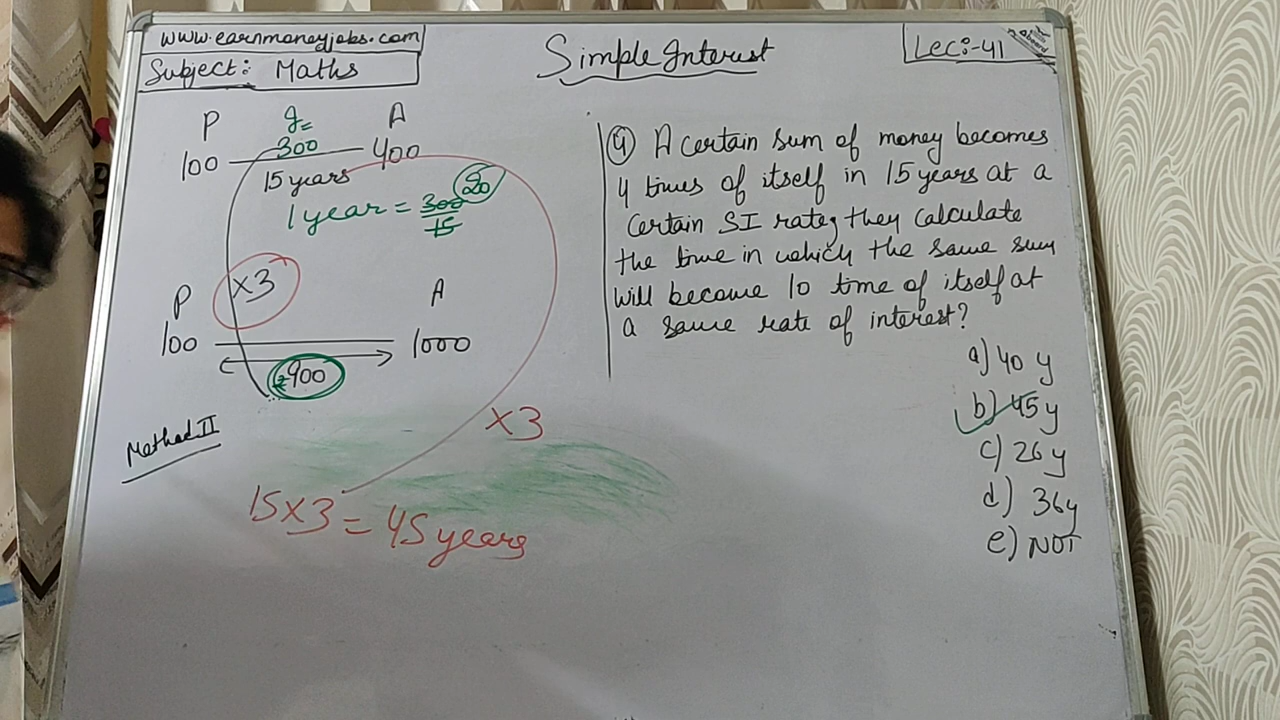 www.earnmoneyjobs.com
Subject: Maths
Simple Interest
Lec:-41
P I= A
100 300 400
15 years
1 year = 300/15 20
×3
P A
100 1000
=900
Method II
×3
15×3 = 45 years
Q A certain sum of money becomes
4 times of itself in 15 years at a
certain SI rate, they calculate
the time in which the same sum
will become 10 time of itself at
a same rate of interest?
a) 40 y
b) 45y
c) 26 y
d) 36y
e) NOT